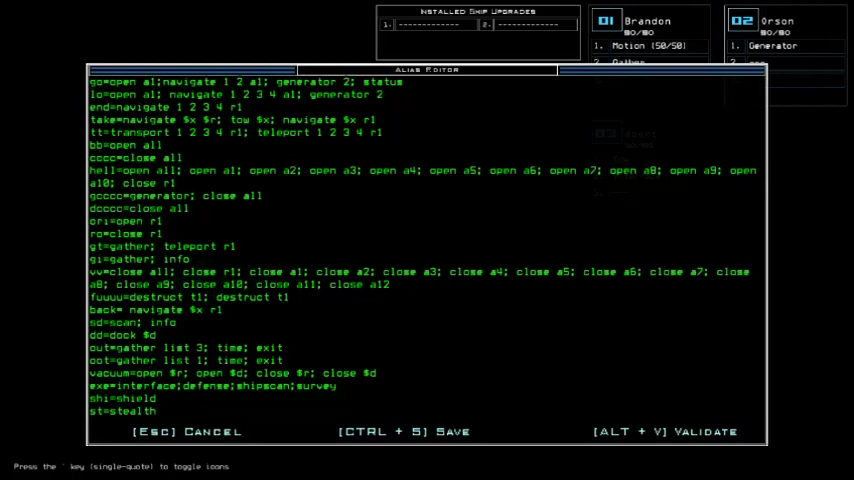 Installed Ship Upgrades
1. ------------- 2. -------------
01 Brandon
90/90
1. Motion (50/50)
2. Gather
02 Orson
90/90
1. Generator
Alias Editor
go=open a1;navigate 1 2 a1; generator 2; status
lo=open a1; navigate 1 2 3 4 a1; generator 2
end=navigate 1 2 3 4 r1
take=navigate $x $r; tow $x; navigate $x r1
tt=transport 1 2 3 4 r1; teleport 1 2 3 4 r1
bb=open all
cccc=close all
hell=open all; open a1; open a2; open a3; open a4; open a5; open a6; open a7; open a8; open a9; open
a10; close r1
gcccc=generator; close all
dcccc=close all
ori=open r1
ro=close r1
gt=gather; teleport r1
gi=gather; info
vv=close all; close r1; close a1; close a2; close a3; close a4; close a5; close a6; close a7; close
a8; close a9; close a10; close a11; close a12
fuuuu=destruct t1; destruct t1
back= navigate $x r1
sd=scan; info
dd=dock $d
out=gather list 3; time; exit
oot=gather list 1; time; exit
vacuum=open $r; open $d; close $r; close $d
exe=interface;defense;shipscan;survey
shi=shield
st=stealth
[Esc] Cancel [CTRL + S] Save [ALT + V] Validate
Press the ` key (single-quote) to toggle icons